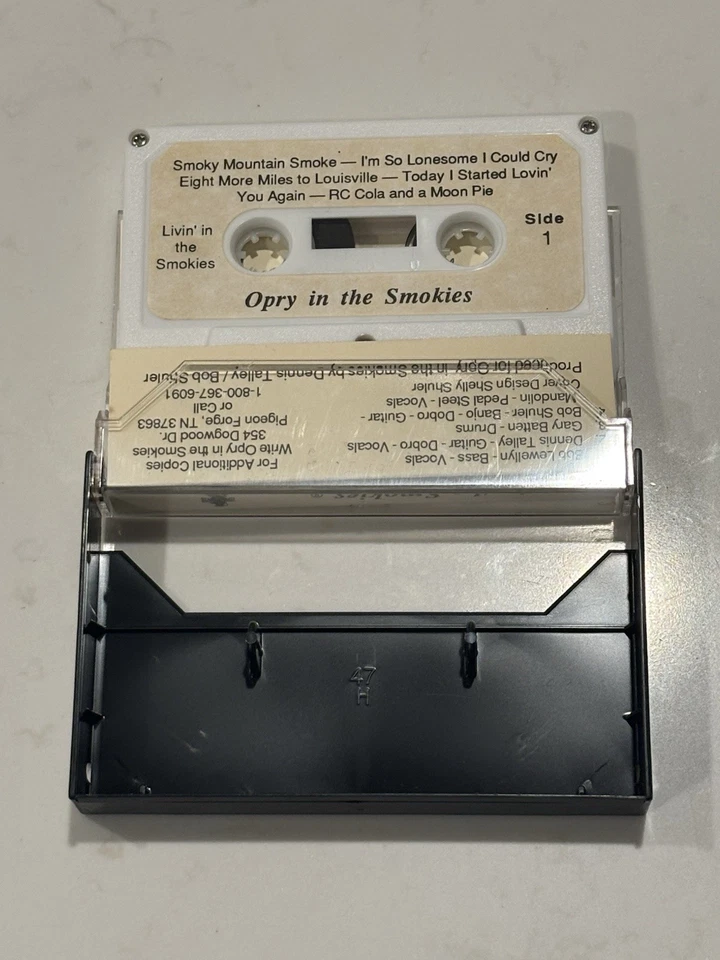 Smoky Mountain Smoke — I'm So Lonesome I Could Cry
Eight More Miles to Louisville — Today I Started Lovin'
You Again — RC Cola and a Moon Pie
Livin' in
the
Smokies
Side
1
Opry in the Smokies
Bob Lewellyn - Bass - Vocals
Dennis Talley - Guitar - Dobro - Vocals
Gary Batten - Drums
Bob Shuler - Banjo - Dobro - Guitar -
Mandolin - Pedal Steel - Vocals
Cover Design Shelly Shuler
Produced for Opry in the Smokies by Dennis Talley / Bob Shuler
For Additional Copies
Write Opry in the Smokies
354 Dogwood Dr.
Pigeon Forge, TN 37863
or Call
1-800-367-6091
Smokies ®
47
H